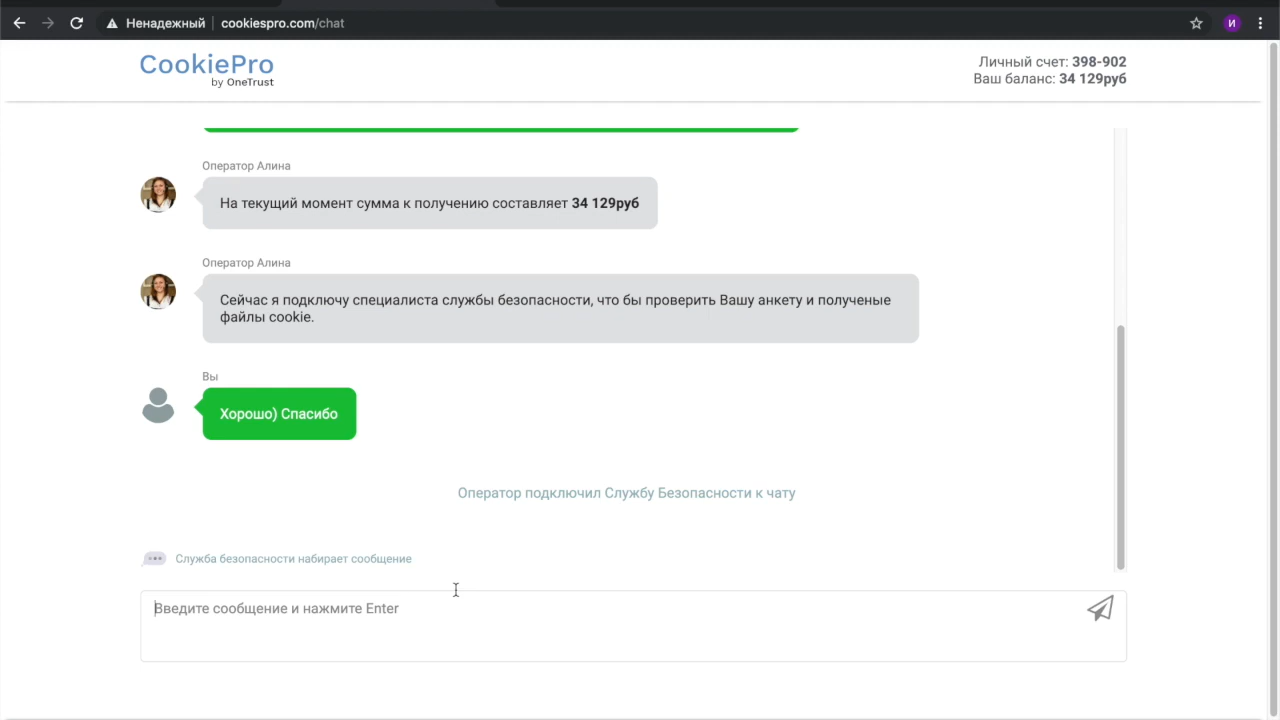 Ненадежный
cookiespro.com/chat
И
CookiePro
by OneTrust
Личный счет: 398-902
Ваш баланс: 34 129руб
Оператор Алина
На текущий момент сумма к получению составляет 34 129руб
Оператор Алина
Сейчас я подключу специалиста службы безопасности, что бы проверить Вашу анкету и полученые
файлы cookie.
Вы
Хорошо) Спасибо
Оператор подключил Службу Безопасности к чату
Служба безопасности набирает сообщение
Введите сообщение и нажмите Enter